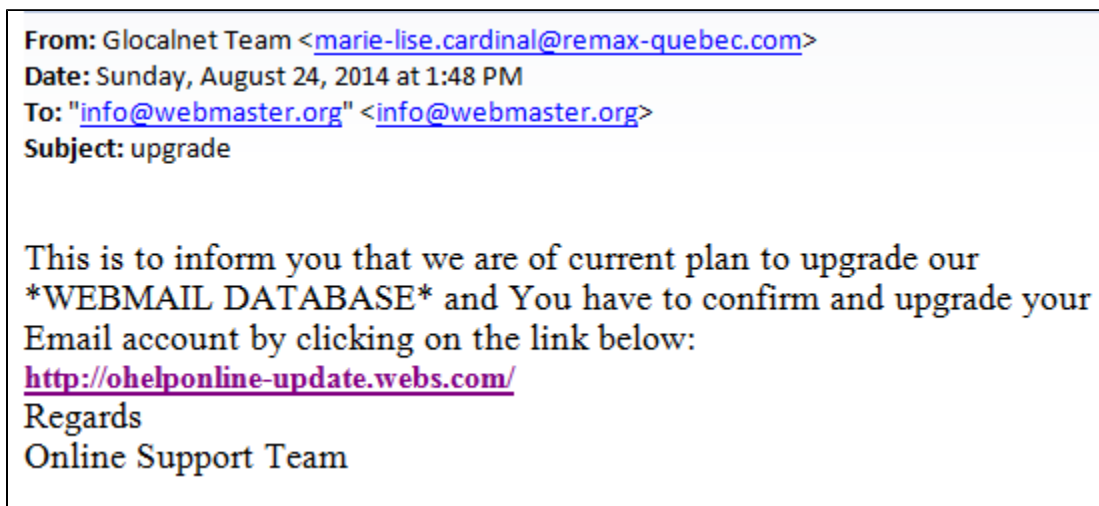 From: Glocalnet Team <marie-lise.cardinal@remax-quebec.com>
Date: Sunday, August 24, 2014 at 1:48 PM
To: "info@webmaster.org" <info@webmaster.org>
Subject: upgrade
This is to inform you that we are of current plan to upgrade our
*WEBMAIL DATABASE* and You have to confirm and upgrade your
Email account by clicking on the link below:
http://ohelponline-update.webs.com/
Regards
Online Support Team